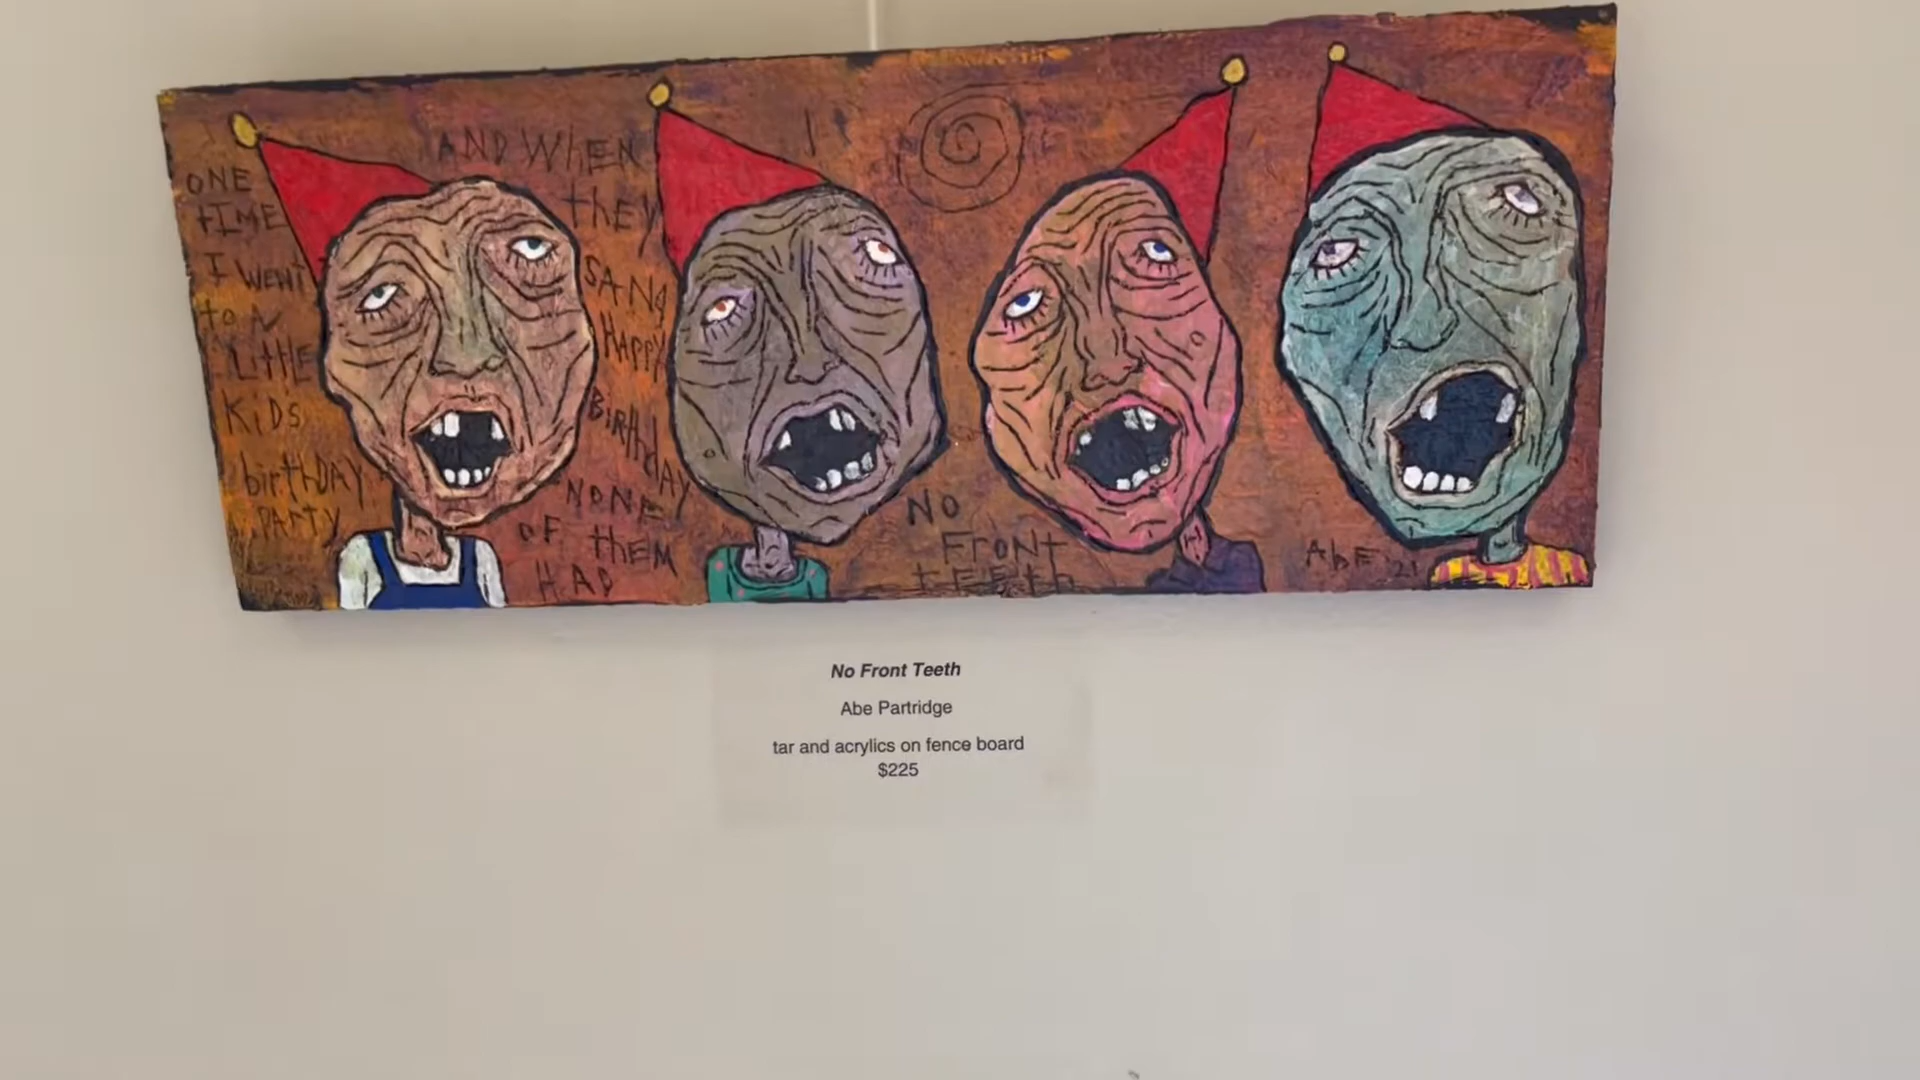 ONE
tIME
I WENT
to A
LittLE
KiDS
birthDAY
PARTY
AND WHEN
thEY
SANG
HAPPY
BirthDAY
NONE
OF thEM
HAD
NO
FRONt
tEEth
AbE '21
No Front Teeth
Abe Partridge
tar and acrylics on fence board
$225